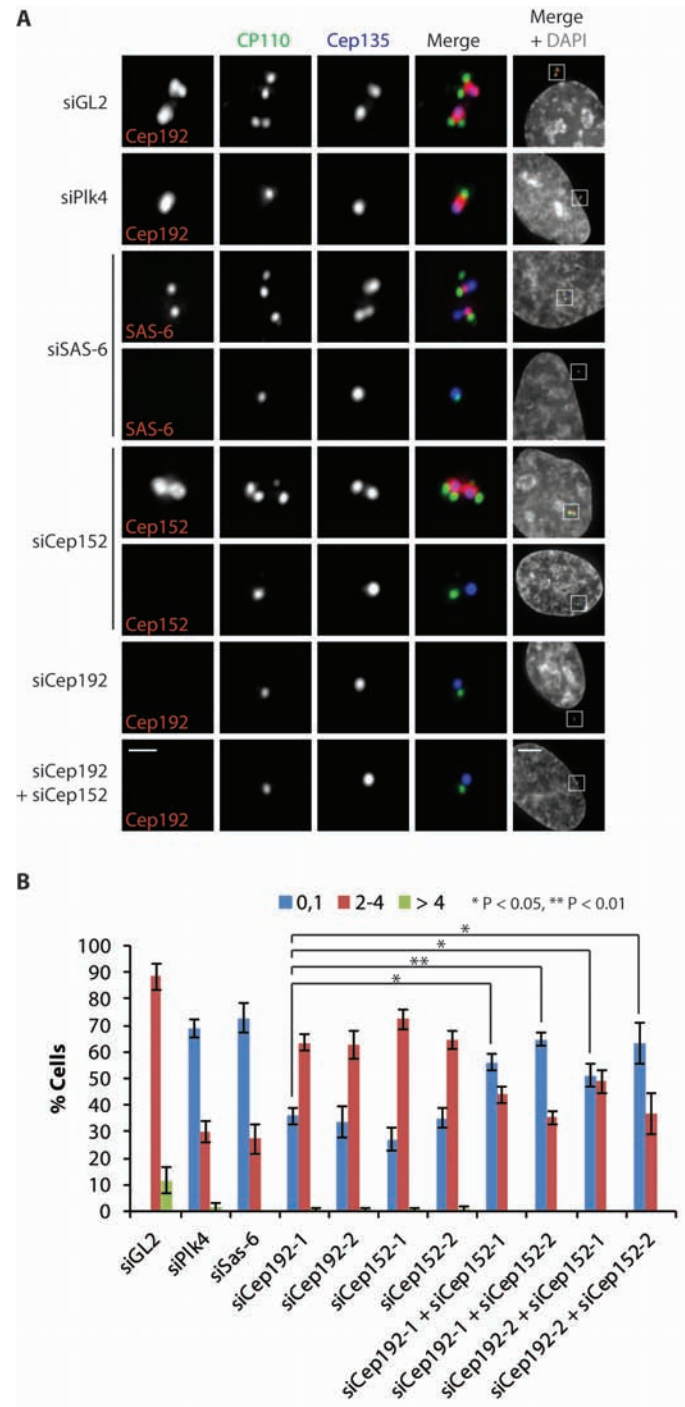 A
CP110 Cep135 Merge Merge + DAPI
siGL2
Cep192
siPlk4
Cep192
SAS-6
siSAS-6
SAS-6
Cep152
siCep152
Cep152
siCep192
Cep192
siCep192 + siCep152
Cep192
B
0,1 2-4 > 4 * P < 0.05, ** P < 0.01
*
*
**
*
100
90
80
70
60
50
40
30
20
10
0
% Cells
siGL2
siPlk4
siSas-6
siCep192-1
siCep192-2
siCep152-1
siCep152-2
siCep192-1 + siCep152-1
siCep192-1 + siCep152-2
siCep192-2 + siCep152-1
siCep192-2 + siCep152-2